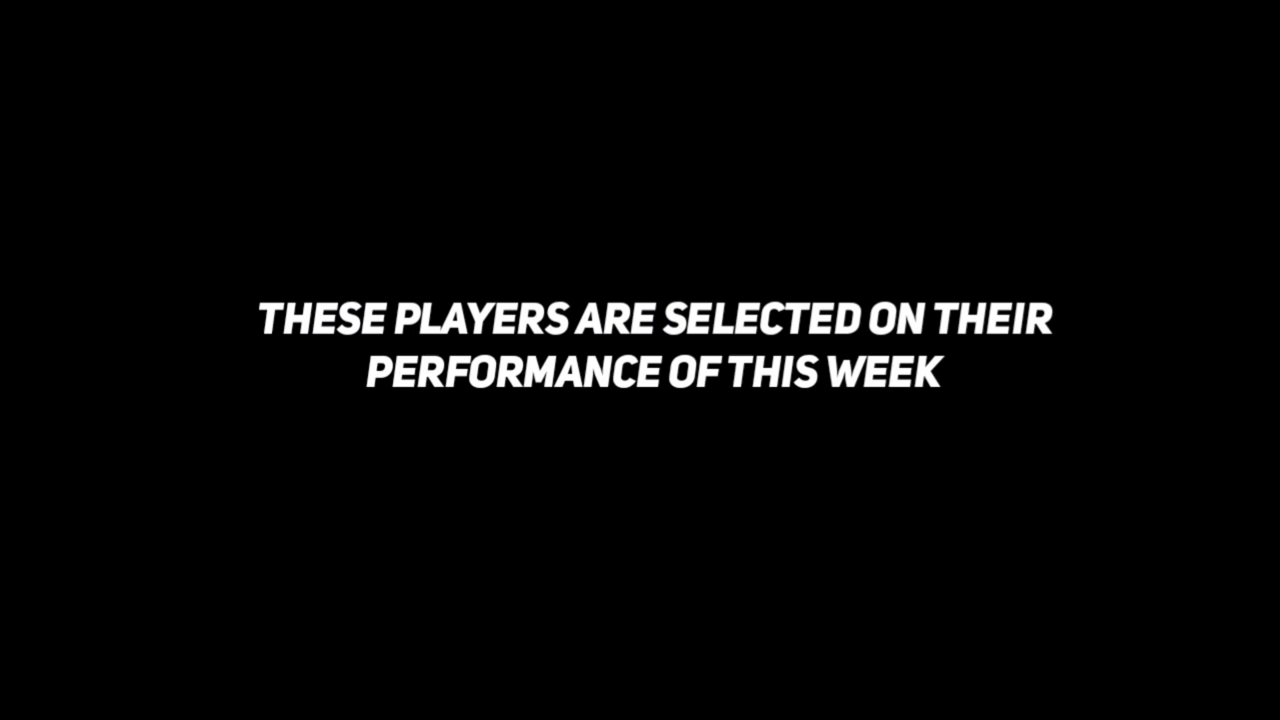 THESE PLAYERS ARE SELECTED ON THEIR
PERFORMANCE OF THIS WEEK